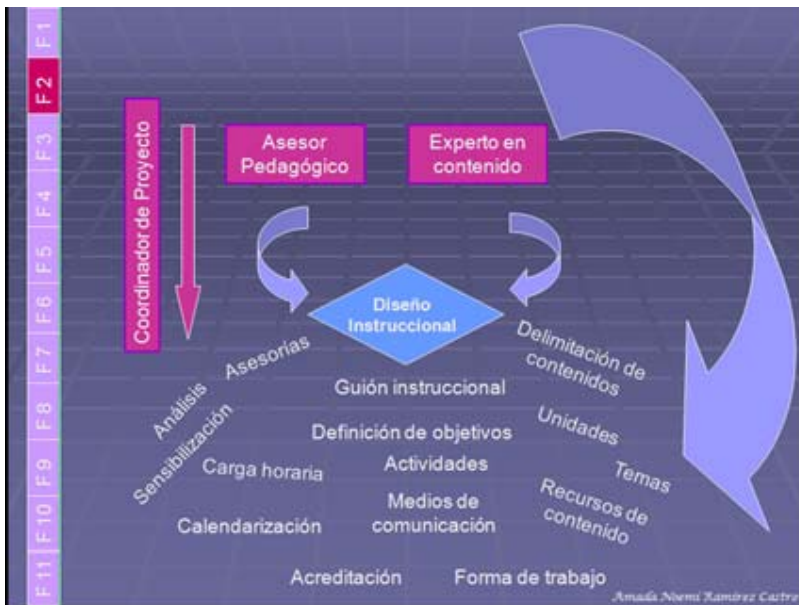 F1
F2
F3
F4
F5
F6
F7
F8
F9
F10
F11
Coordinador de Proyecto
Asesor
Pedagógico
Experto en
contenido
Diseño
Instruccional
Asesorías
Análisis
Sensibilización
Guión instruccional
Definición de objetivos
Carga horaria
Actividades
Calendarización
Medios de
comunicación
Acreditación
Forma de trabajo
Delimitación de
contenidos
Unidades
Temas
Recursos de
contenido
Amada Noemí Ramírez Castro